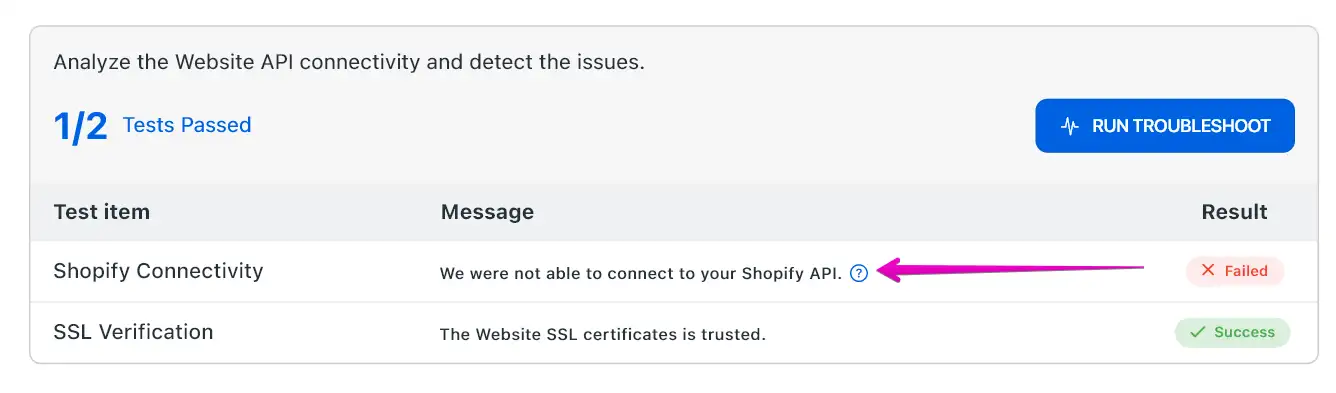 Analyze the Website API connectivity and detect the issues.
1/2 Tests Passed
RUN TROUBLESHOOT
Test item Message Result
Shopify Connectivity We were not able to connect to your Shopify API. ? Failed
SSL Verification The Website SSL certificates is trusted. Success